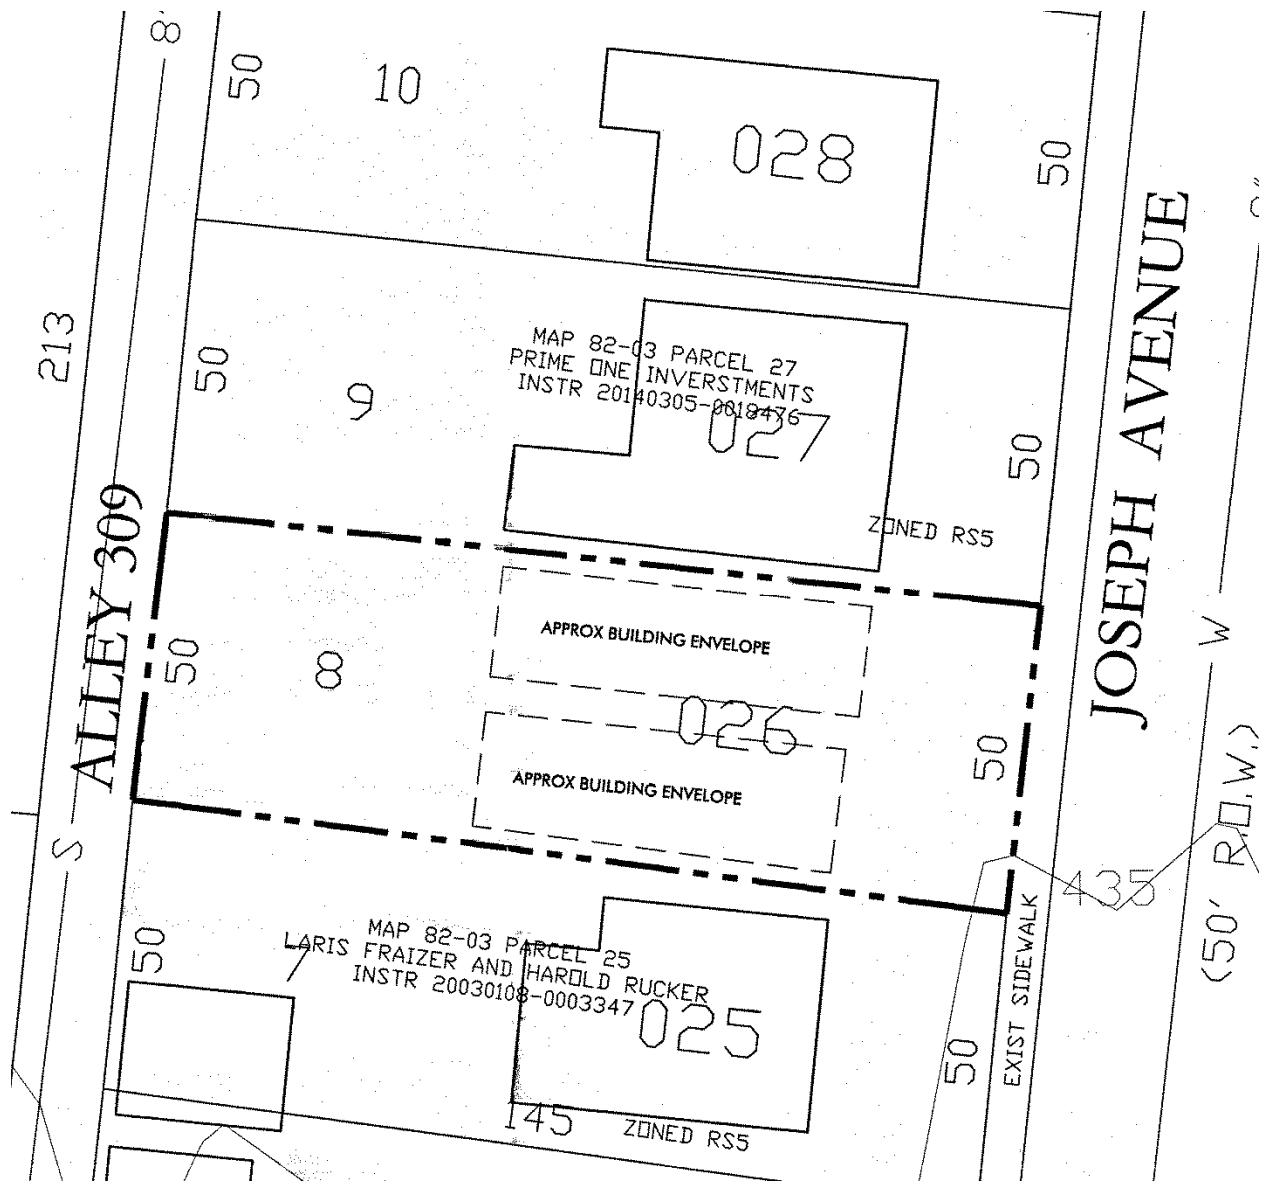 8"
50
10
028
50
213
50
9
MAP 82-03 PARCEL 27
PRIME ONE INVERSTMENTS
INSTR 20140305-0018476
027
50
ZONED RS5
JOSEPH AVENUE
ALLEY 309
50
8
APPROX BUILDING ENVELOPE
026
APPROX BUILDING ENVELOPE
50
W
(50' R.O.W.)
S
435
EXIST SIDEWALK
50
MAP 82-03 PARCEL 25
LARIS FRAIZER AND HAROLD RUCKER
INSTR 20030108-0003347
025
50
145
ZONED RS5